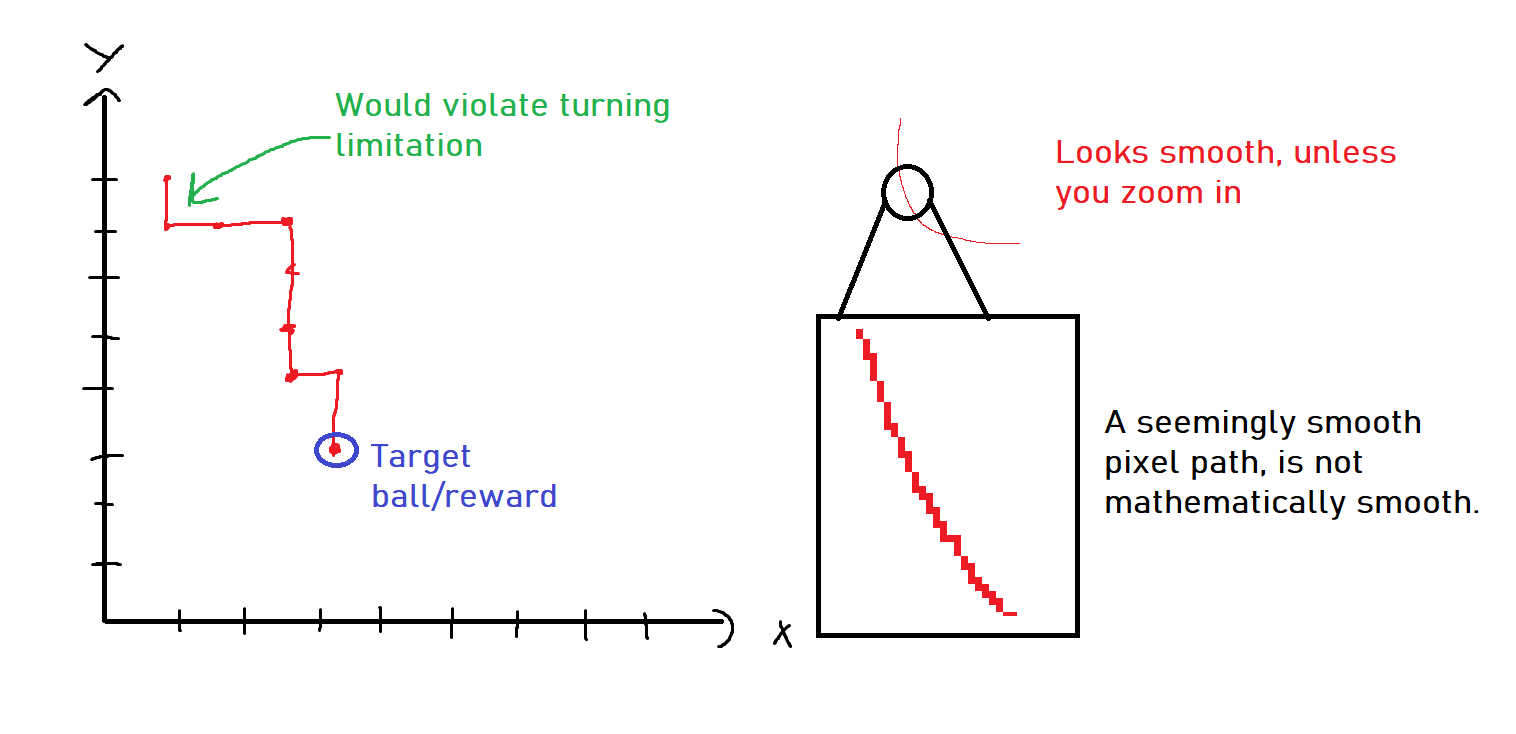 Y
Would violate turning
limitation
Target
ball/reward
X
Looks smooth, unless
you zoom in
A seemingly smooth
pixel path, is not
mathematically smooth.